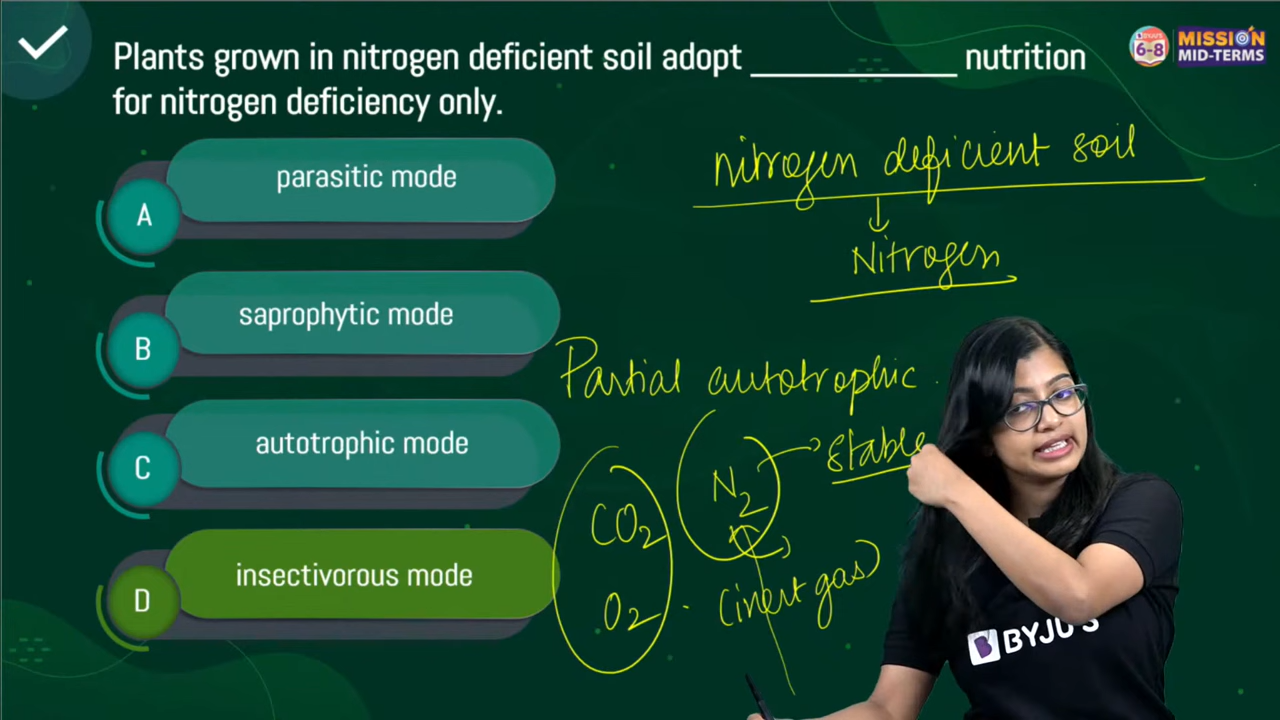 Plants grown in nitrogen deficient soil adopt ____________ nutrition
for nitrogen deficiency only.
BYJU'S
6-8
MISSION
MID-TERMS
A
parasitic mode
B
saprophytic mode
C
autotrophic mode
D
insectivorous mode
nitrogen deficient soil
Nitrogen
Partial autotrophic
CO2
O2
N2
stable
(inert gas)
BYJU'S